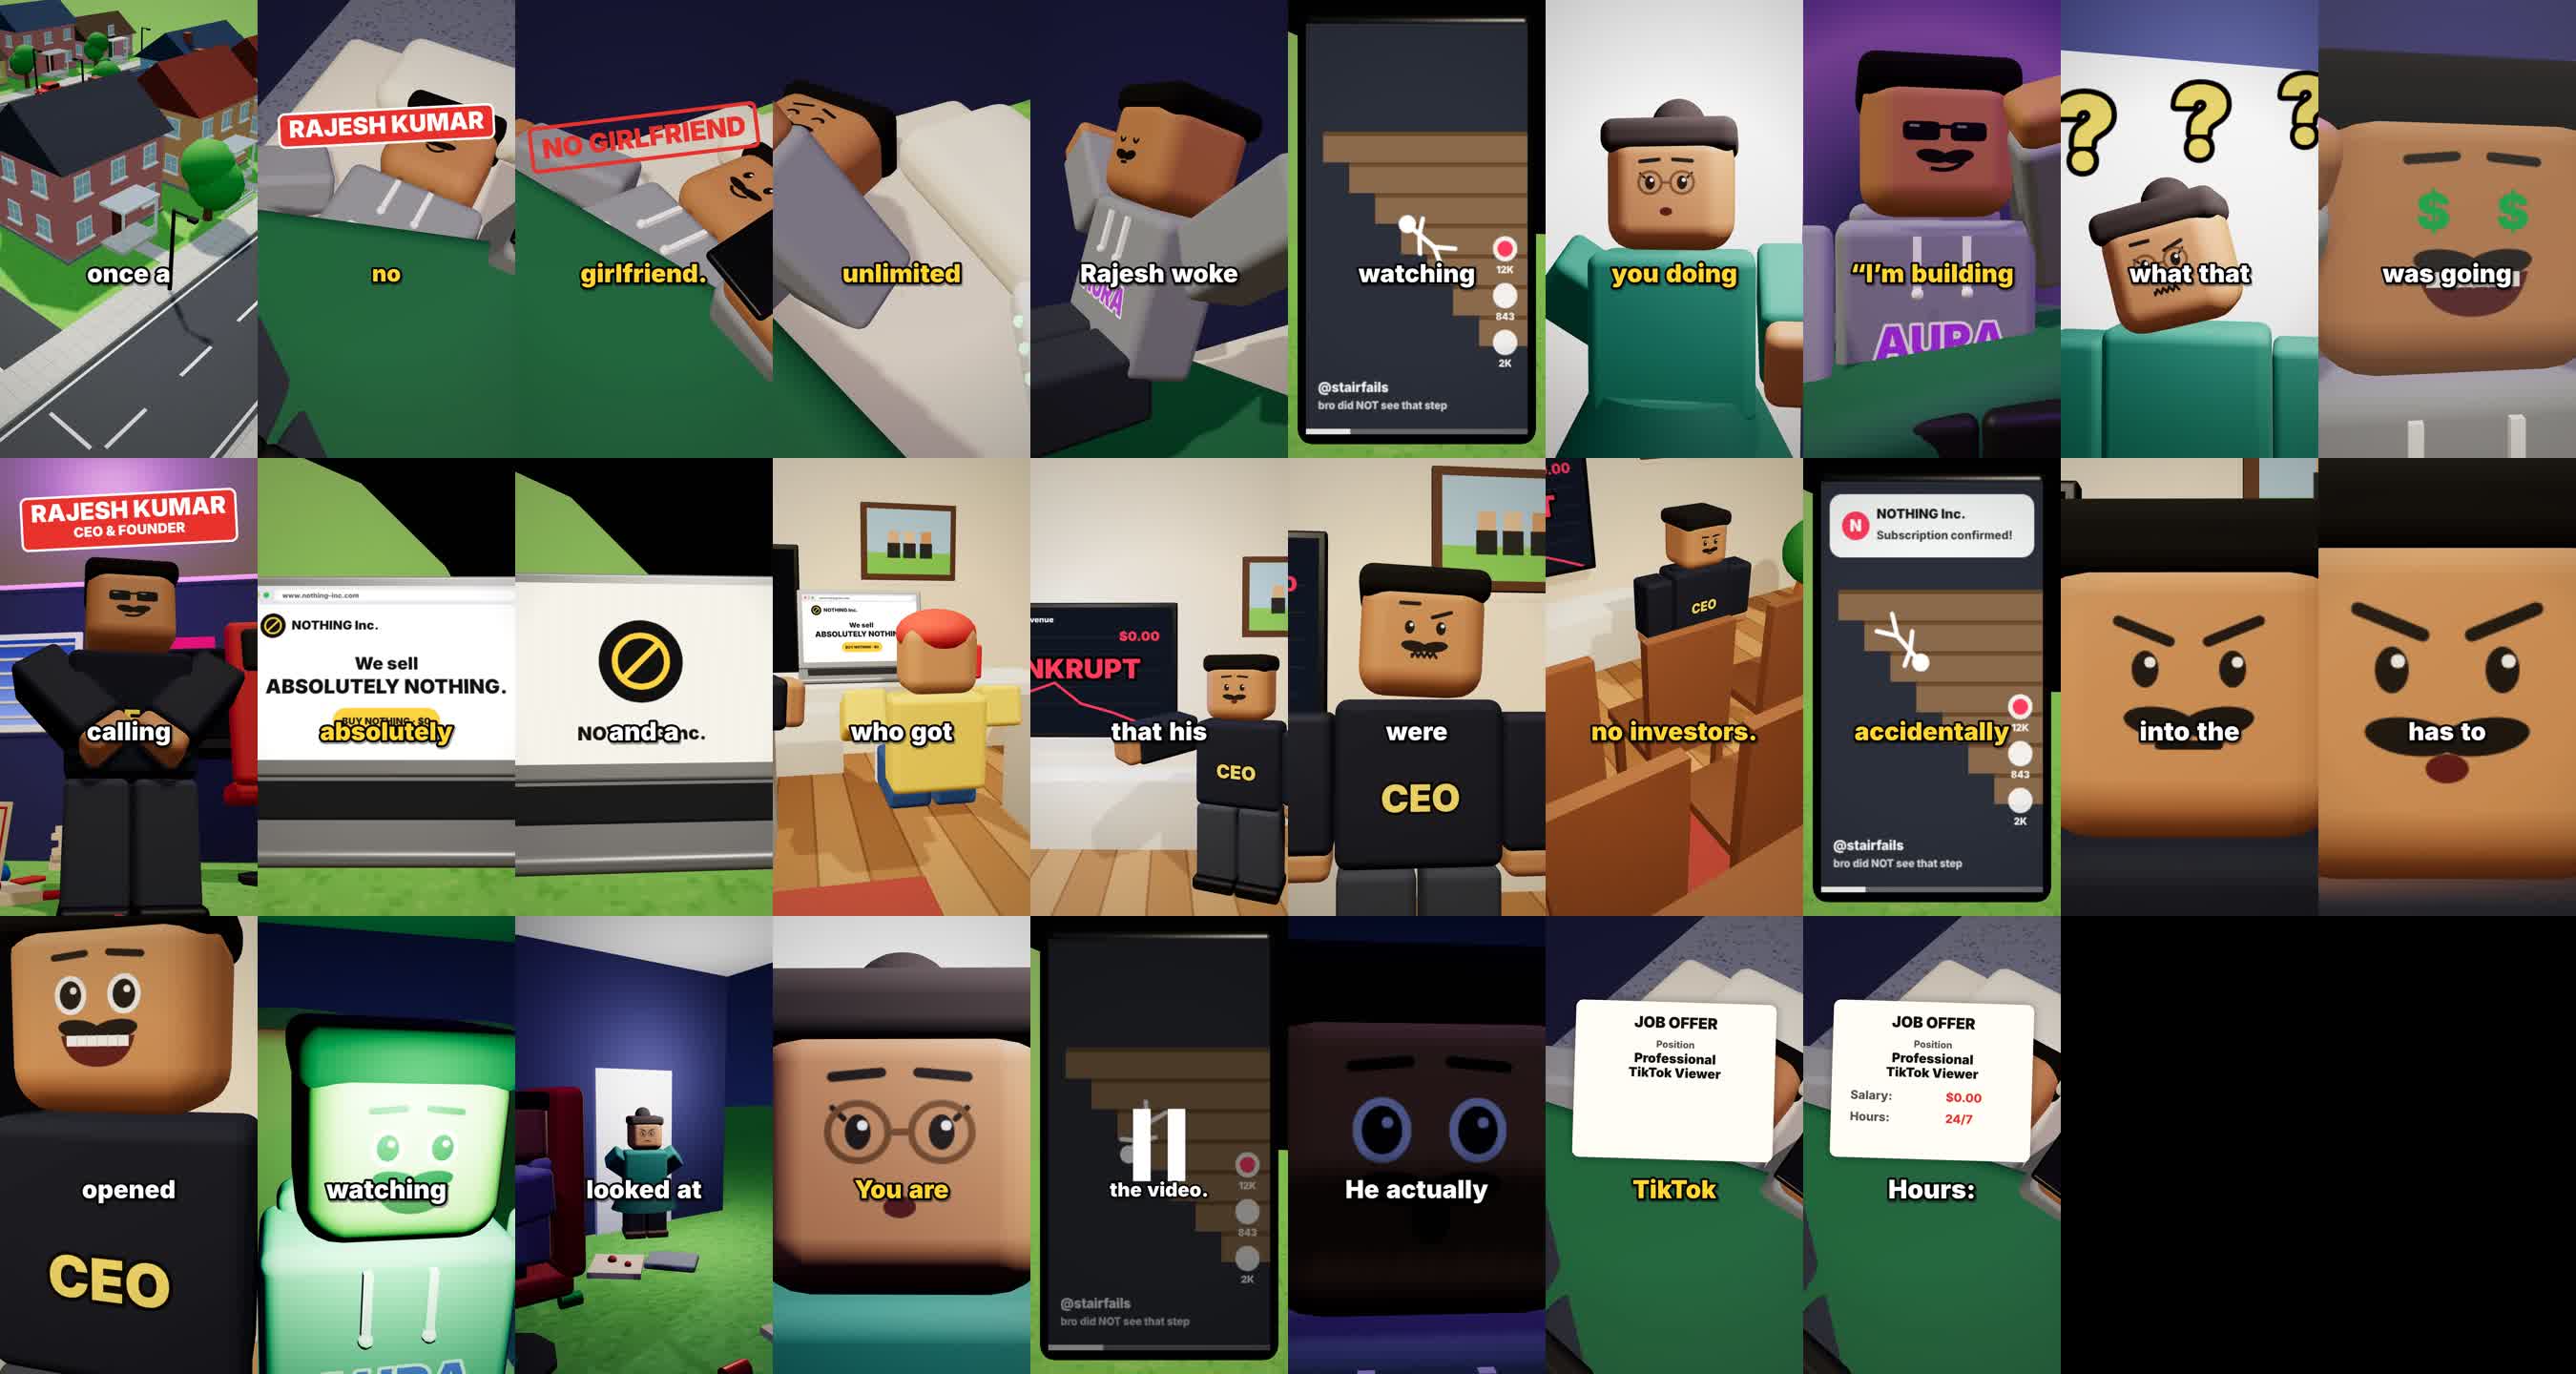 once a
RAJESH KUMAR
no
NO GIRLFRIEND
girlfriend.
unlimited
Rajesh woke
AURA
watching
12K
843
2K
@stairfails
bro did NOT see that step
you doing
“I’m building
AURA
? ? ?
what that
$ $
was going
RAJESH KUMAR
CEO & FOUNDER
calling
www.nothing-inc.com
NOTHING Inc.
We sell
ABSOLUTELY NOTHING.
absolutely
and a
NOTHING Inc.
We sell
who got
$0.00
NKRUPT
that his
CEO
were
CEO
.00
T
CEO
no investors.
N
NOTHING Inc.
Subscription confirmed!
accidentally
12K
843
2K
@stairfails
bro did NOT see that step
into the
has to
opened
CEO
watching
looked at
You are
the video.
12K
843
2K
@stairfails
bro did NOT see that step
He actually
JOB OFFER
Position
Professional
TikTok Viewer
TikTok
JOB OFFER
Position
Professional
TikTok Viewer
Salary: $0.00
Hours: 24/7
Hours: